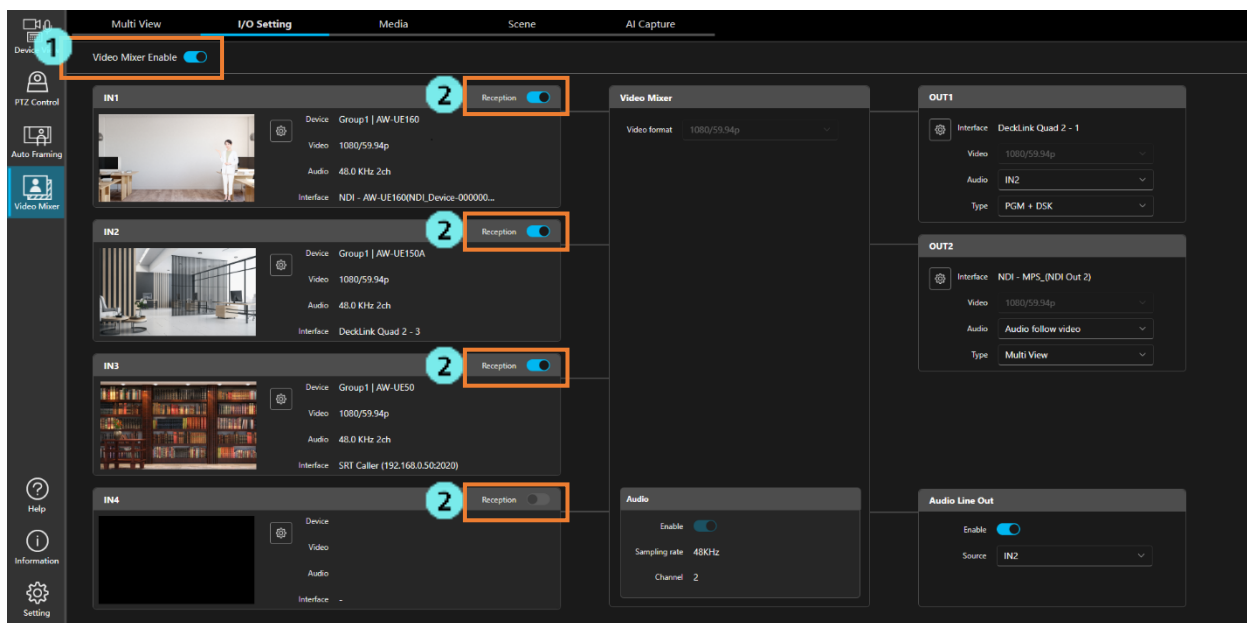 Multi View
I/O Setting
Media
Scene
AI Capture
1
Video Mixer Enable
PTZ Control
Auto Framing
Video Mixer
Help
Information
Setting
IN1
2
Reception
Device Group1 | AW-UE160
Video 1080/59.94p
Audio 48.0 KHz 2ch
Interface NDI - AW-UE160(NDI_Device-000000...
IN2
2
Reception
Device Group1 | AW-UE150A
Video 1080/59.94p
Audio 48.0 KHz 2ch
Interface DeckLink Quad 2 - 3
IN3
2
Reception
Device Group1 | AW-UE50
Video 1080/59.94p
Audio 48.0 KHz 2ch
Interface SRT Caller (192.168.0.50:2020)
IN4
2
Reception
Device
Video
Audio
Interface -
Video Mixer
Video format 1080/59.94p
Audio
Enable
Sampling rate 48KHz
Channel 2
OUT1
Interface DeckLink Quad 2 - 1
Video 1080/59.94p
Audio IN2
Type PGM + DSK
OUT2
Interface NDI - MPS_(NDI Out 2)
Video 1080/59.94p
Audio Audio follow video
Type Multi View
Audio Line Out
Enable
Source IN2